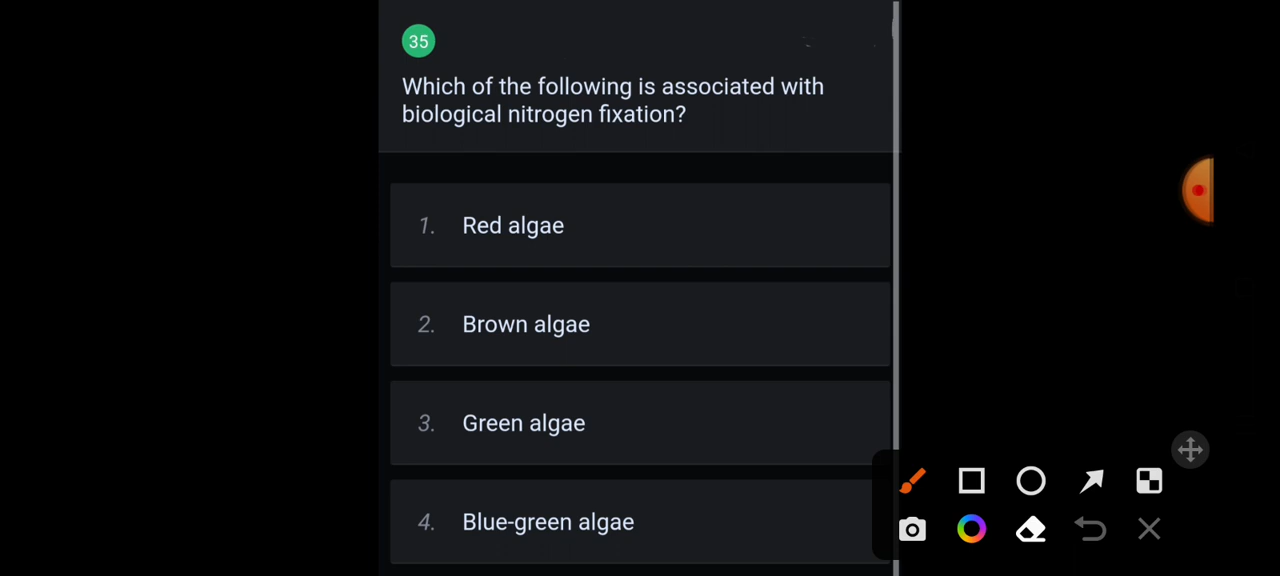 35
Which of the following is associated with
biological nitrogen fixation?
1. Red algae
2. Brown algae
3. Green algae
4. Blue-green algae